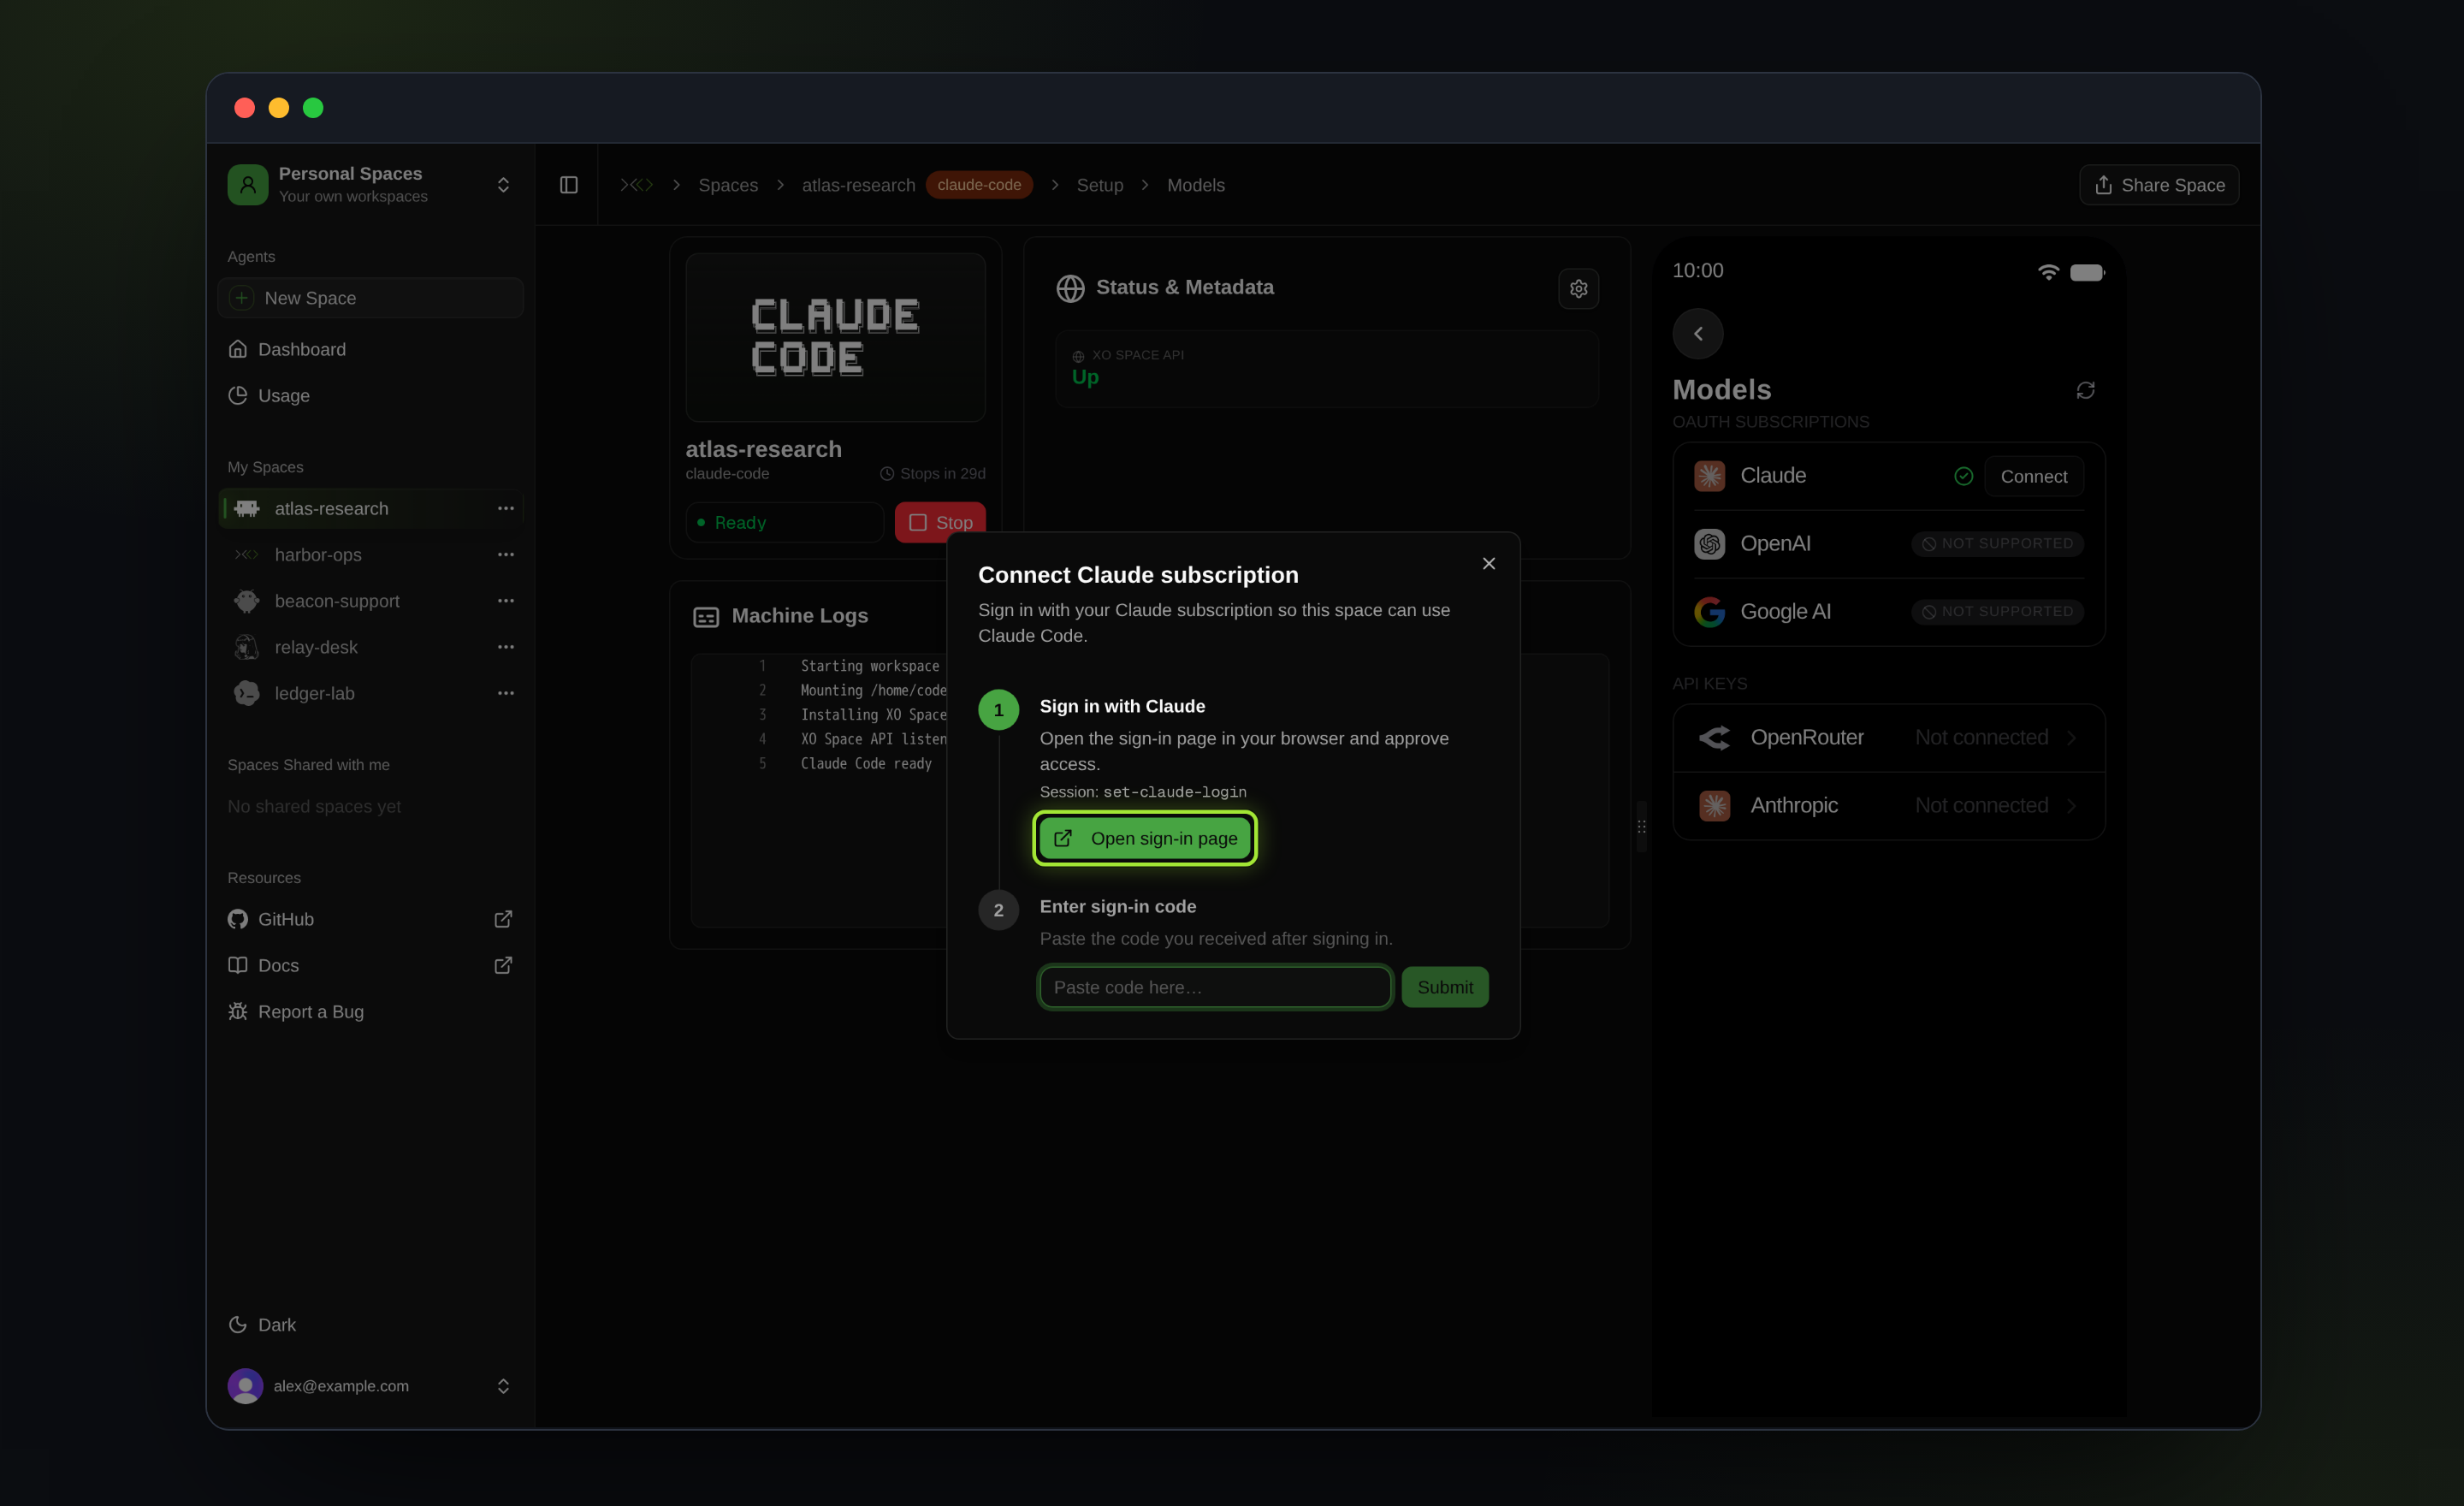 Personal Spaces
Your own workspaces
Agents
New Space
Dashboard
Usage
My Spaces
atlas-research
harbor-ops
beacon-support
relay-desk
ledger-lab
Spaces Shared with me
No shared spaces yet
Resources
GitHub
Docs
Report a Bug
Dark
alex@example.com
Spaces
atlas-research
claude-code
Setup
Models
Share Space
CLAUDE
CODE
atlas-research
claude-code
Stops in 29d
Ready
Stop
Status & Metadata
XO SPACE API
Up
Machine Logs
1 Starting workspace
2 Mounting /home/code
3 Installing XO Space
4 XO Space API listen
5 Claude Code ready
Connect Claude subscription
Sign in with your Claude subscription so this space can use
Claude Code.
1
Sign in with Claude
Open the sign-in page in your browser and approve
access.
Session: set-claude-login
Open sign-in page
2
Enter sign-in code
Paste the code you received after signing in.
Paste code here…
Submit
10:00
Models
OAUTH SUBSCRIPTIONS
Claude
Connect
OpenAI
NOT SUPPORTED
Google AI
NOT SUPPORTED
API KEYS
OpenRouter
Not connected
Anthropic
Not connected